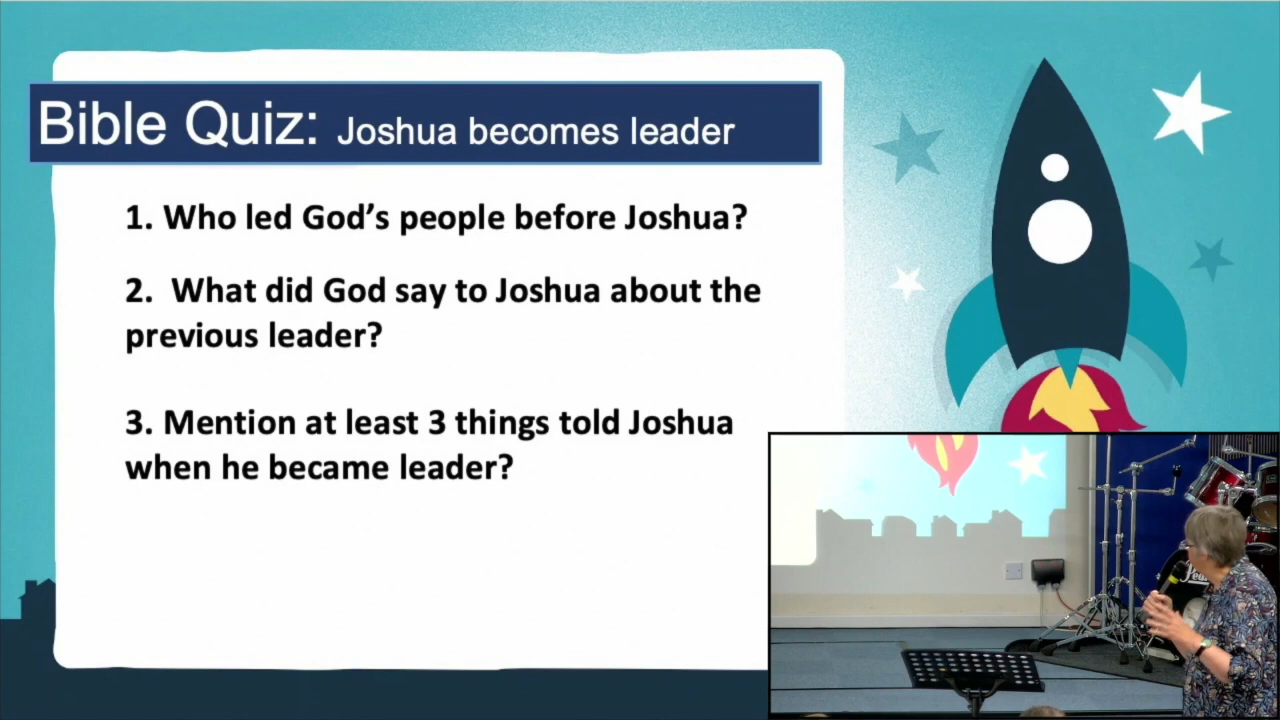 Bible Quiz: Joshua becomes leader
1. Who led God’s people before Joshua?
2. What did God say to Joshua about the
previous leader?
3. Mention at least 3 things told Joshua
when he became leader?